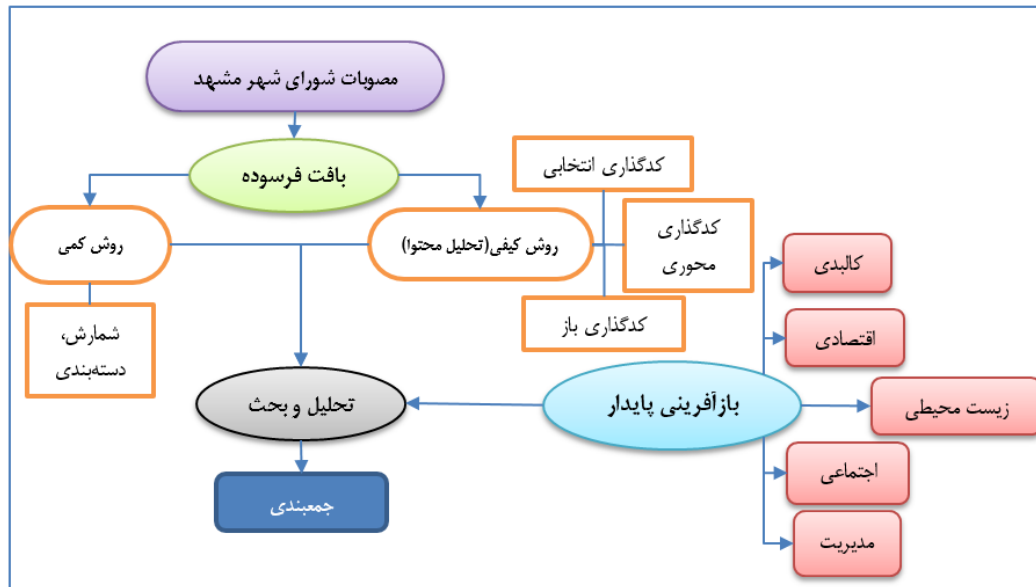 مصوبات شورای شهر مشهد
بافت فرسوده
کدگذاری انتخابی
کدگذاری
محوری
کدگذاری باز
روش کیفی(تحلیل محتوا)
روش کمی
شمارش،
دسته‌بندی
کالبدی
اقتصادی
زیست محیطی
اجتماعی
مدیریت
بازآفرینی پایدار
تحلیل و بحث
جمعبندی